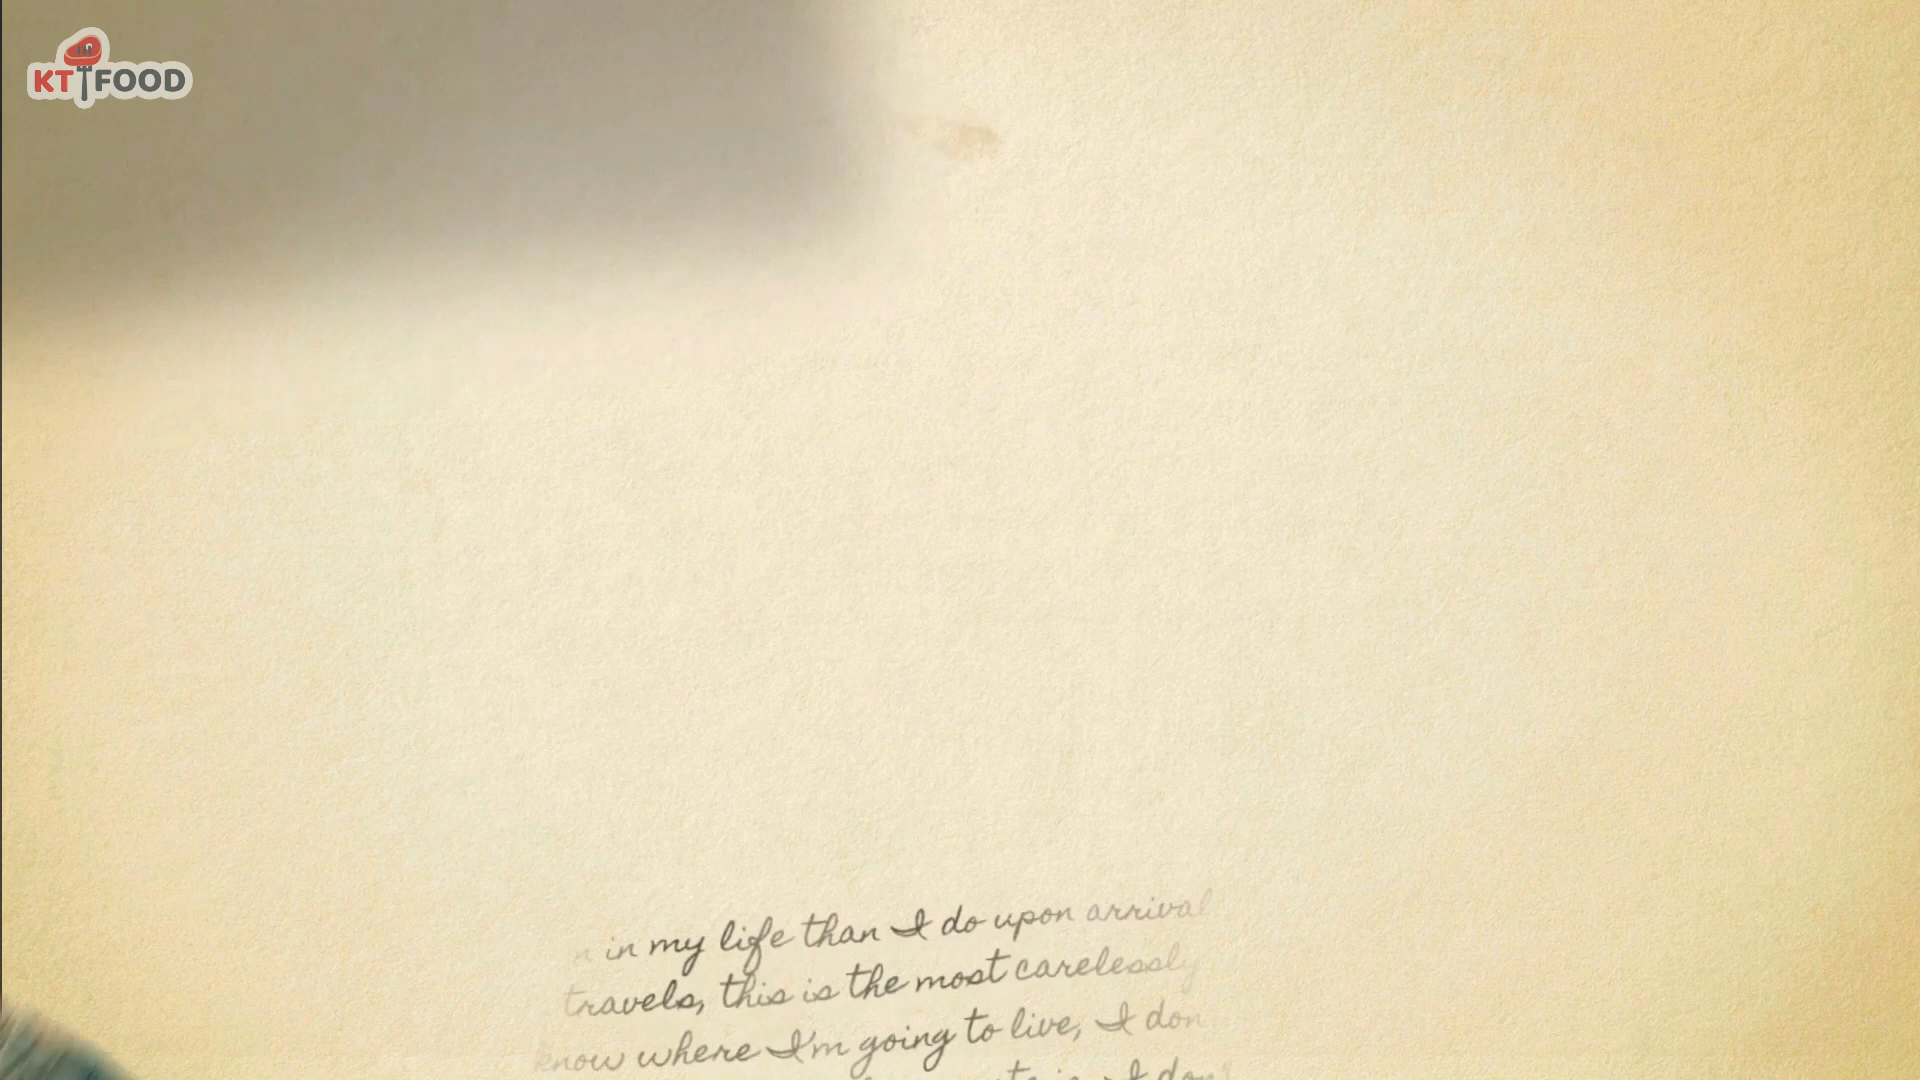 KT FOOD
in my life than I do upon arrival
travels, this is the most carelessly
know where I'm going to live, I don
I don